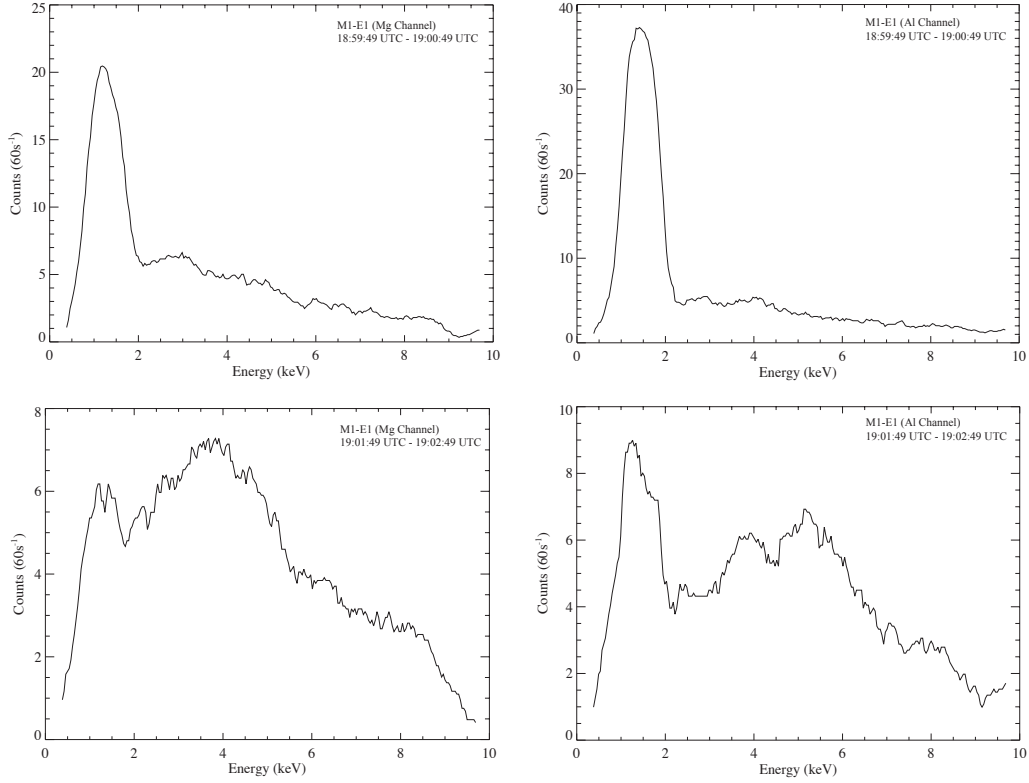 M1-E1 (Mg Channel)
18:59:49 UTC - 19:00:49 UTC
Counts (60s⁻¹)
25
20
15
10
5
0
0 2 4 6 8 10
Energy (keV)
M1-E1 (Al Channel)
18:59:49 UTC - 19:00:49 UTC
Counts (60s⁻¹)
40
30
20
10
0
0 2 4 6 8 10
Energy (keV)
M1-E1 (Mg Channel)
19:01:49 UTC - 19:02:49 UTC
Counts (60s⁻¹)
8
6
4
2
0
0 2 4 6 8 10
Energy (keV)
M1-E1 (Al Channel)
19:01:49 UTC - 19:02:49 UTC
Counts (60s⁻¹)
10
8
6
4
2
0
0 2 4 6 8 10
Energy (keV)